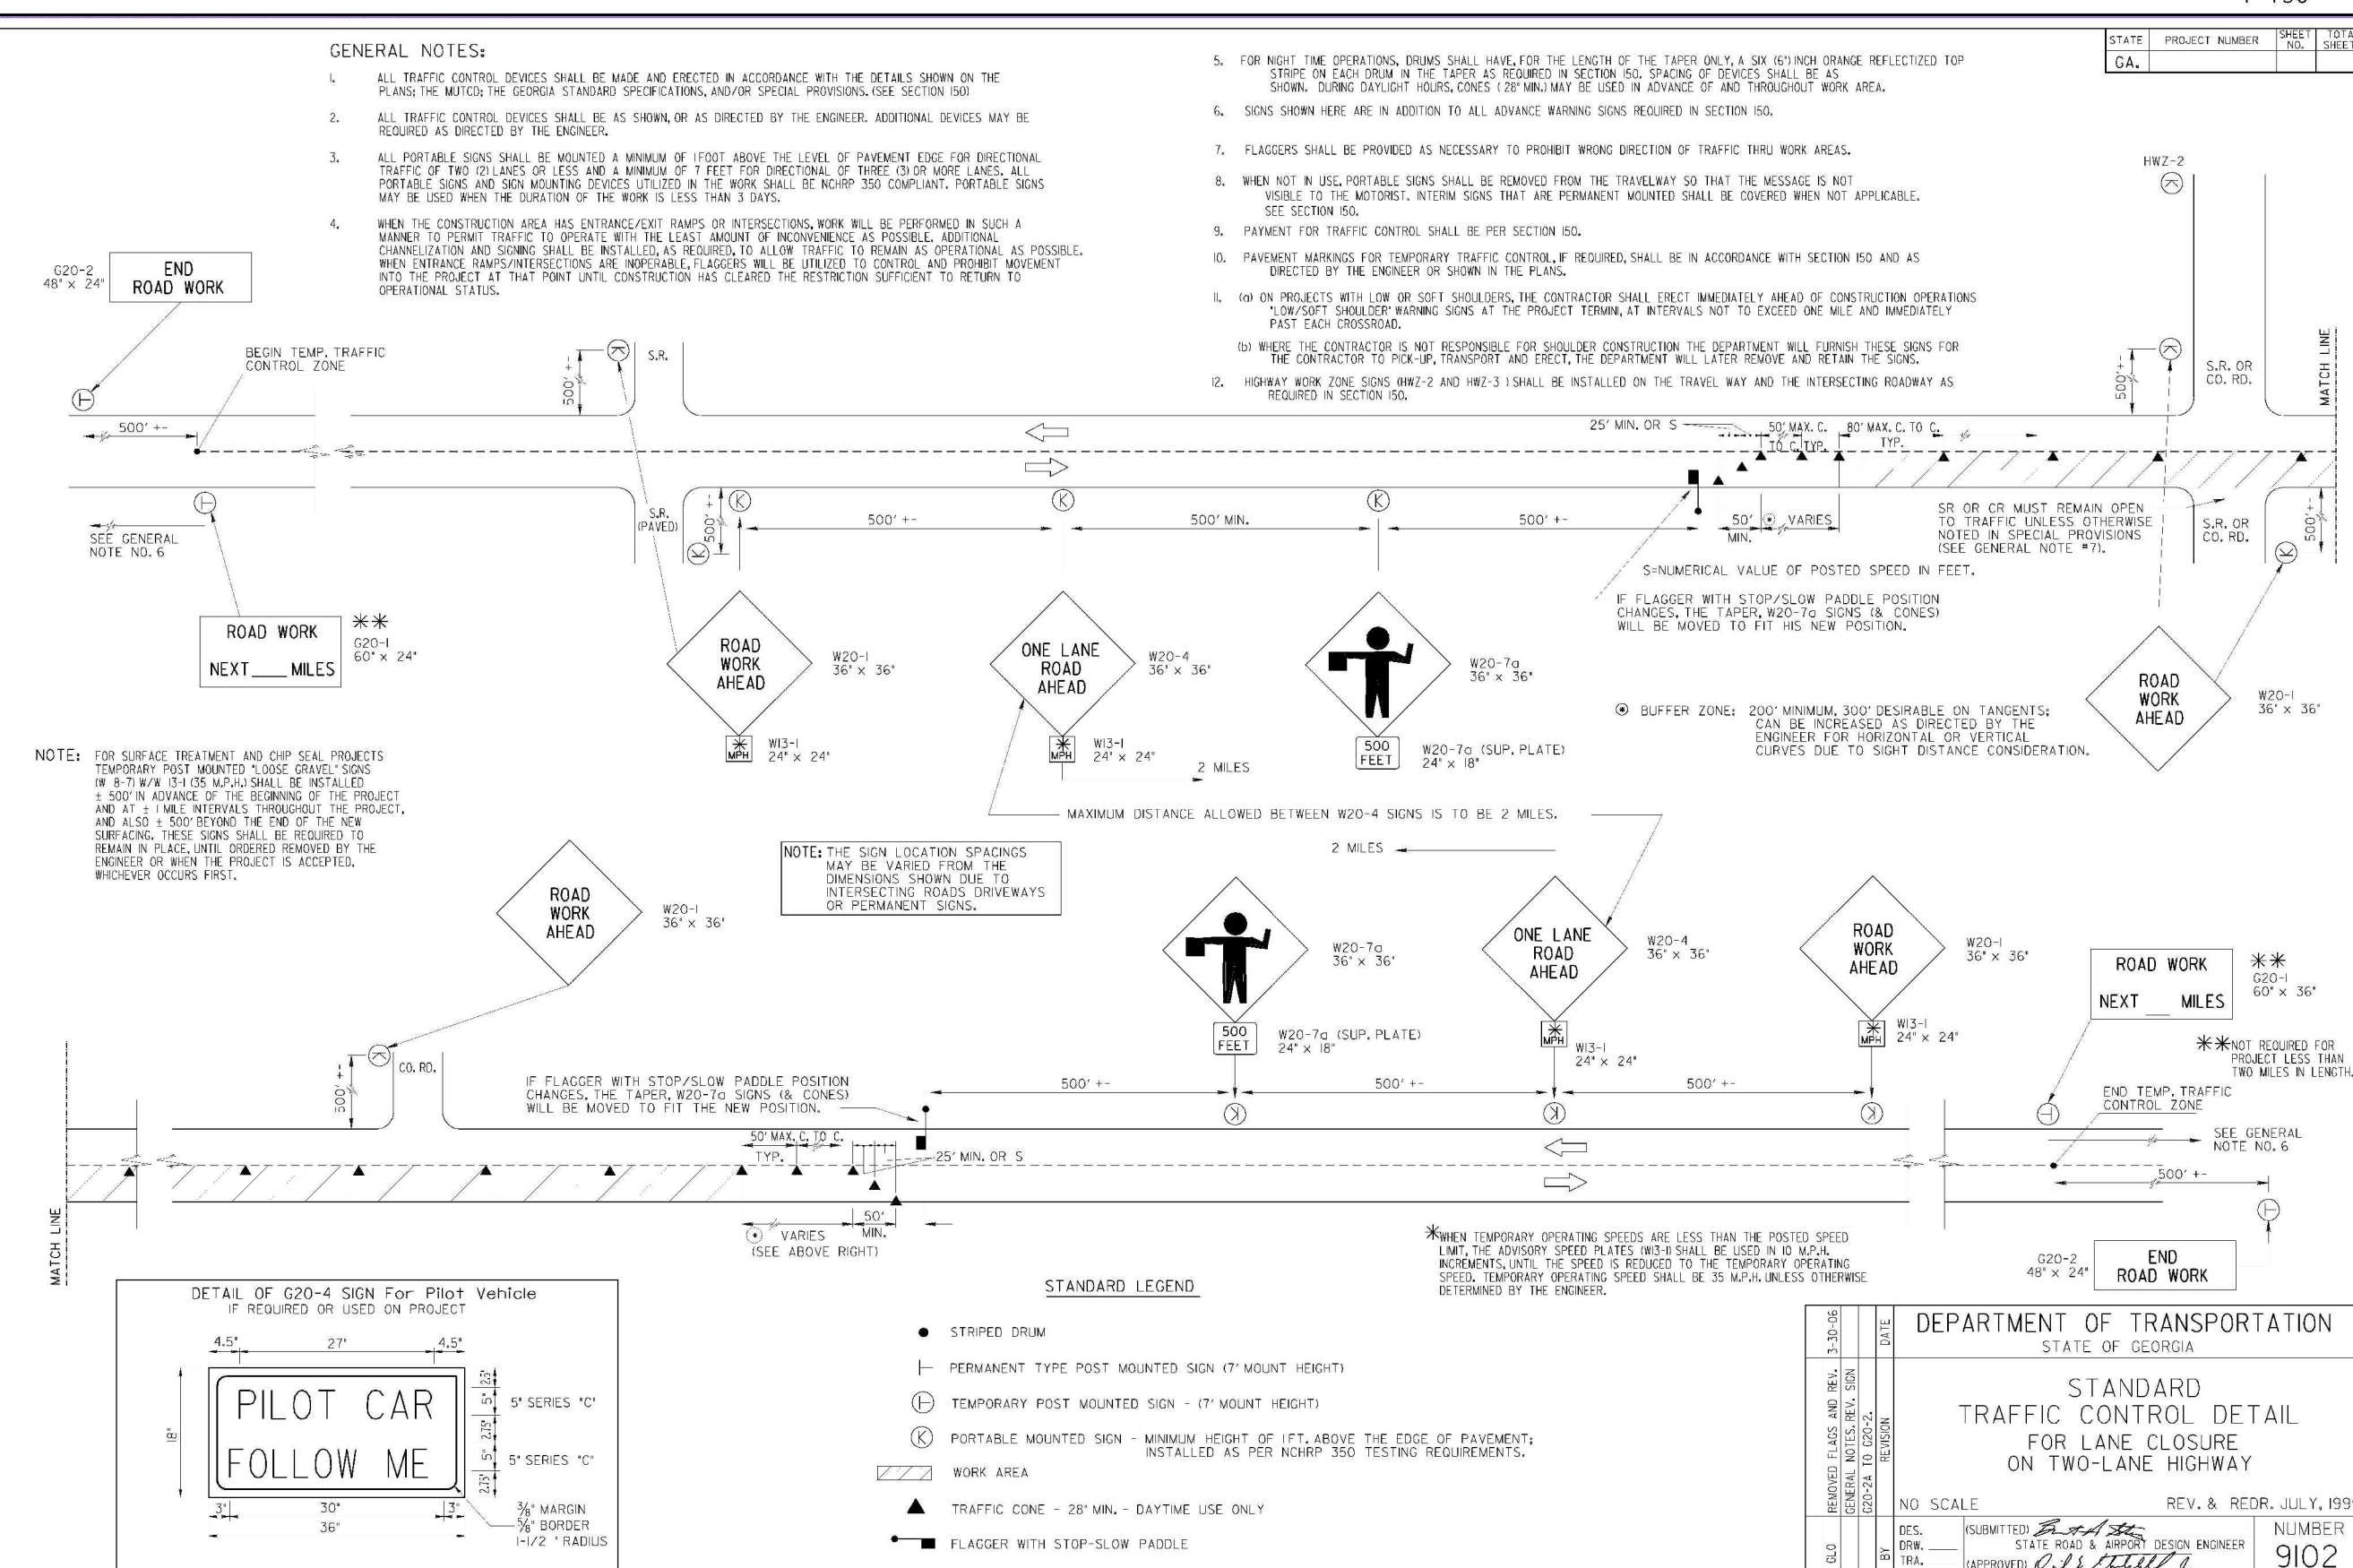 GENERAL NOTES:
1. ALL TRAFFIC CONTROL DEVICES SHALL BE MADE AND ERECTED IN ACCORDANCE WITH THE DETAILS SHOWN ON THE
PLANS; THE MUTCD; THE GEORGIA STANDARD SPECIFICATIONS, AND/OR SPECIAL PROVISIONS. (SEE SECTION 150)
2. ALL TRAFFIC CONTROL DEVICES SHALL BE AS SHOWN, OR AS DIRECTED BY THE ENGINEER. ADDITIONAL DEVICES MAY BE
REQUIRED AS DIRECTED BY THE ENGINEER.
3. ALL PORTABLE SIGNS SHALL BE MOUNTED A MINIMUM OF 1FOOT ABOVE THE LEVEL OF PAVEMENT EDGE FOR DIRECTIONAL
TRAFFIC OF TWO (2) LANES OR LESS AND A MINIMUM OF 7 FEET FOR DIRECTIONAL OF THREE (3) OR MORE LANES. ALL
PORTABLE SIGNS AND SIGN MOUNTING DEVICES UTILIZED IN THE WORK SHALL BE NCHRP 350 COMPLIANT. PORTABLE SIGNS
MAY BE USED WHEN THE DURATION OF THE WORK IS LESS THAN 3 DAYS.
4. WHEN THE CONSTRUCTION AREA HAS ENTRANCE/EXIT RAMPS OR INTERSECTIONS, WORK WILL BE PERFORMED IN SUCH A
MANNER TO PERMIT TRAFFIC TO OPERATE WITH THE LEAST AMOUNT OF INCONVENIENCE AS POSSIBLE. ADDITIONAL
CHANNELIZATION AND SIGNING SHALL BE INSTALLED, AS REQUIRED, TO ALLOW TRAFFIC TO REMAIN AS OPERATIONAL AS POSSIBLE.
WHEN ENTRANCE RAMPS/INTERSECTIONS ARE INOPERABLE, FLAGGERS WILL BE UTILIZED TO CONTROL AND PROHIBIT MOVEMENT
INTO THE PROJECT AT THAT POINT UNTIL CONSTRUCTION HAS CLEARED THE RESTRICTION SUFFICIENT TO RETURN TO
OPERATIONAL STATUS.
5. FOR NIGHT TIME OPERATIONS, DRUMS SHALL HAVE, FOR THE LENGTH OF THE TAPER ONLY, A SIX (6") INCH ORANGE REFLECTIZED TOP
STRIPE ON EACH DRUM IN THE TAPER AS REQUIRED IN SECTION 150. SPACING OF DEVICES SHALL BE AS
SHOWN. DURING DAYLIGHT HOURS, CONES ( 28" MIN.) MAY BE USED IN ADVANCE OF AND THROUGHOUT WORK AREA.
6. SIGNS SHOWN HERE ARE IN ADDITION TO ALL ADVANCE WARNING SIGNS REQUIRED IN SECTION 150.
7. FLAGGERS SHALL BE PROVIDED AS NECESSARY TO PROHIBIT WRONG DIRECTION OF TRAFFIC THRU WORK AREAS.
8. WHEN NOT IN USE, PORTABLE SIGNS SHALL BE REMOVED FROM THE TRAVELWAY SO THAT THE MESSAGE IS NOT
VISIBLE TO THE MOTORIST. INTERIM SIGNS THAT ARE PERMANENT MOUNTED SHALL BE COVERED WHEN NOT APPLICABLE.
SEE SECTION 150.
9. PAYMENT FOR TRAFFIC CONTROL SHALL BE PER SECTION 150.
10. PAVEMENT MARKINGS FOR TEMPORARY TRAFFIC CONTROL, IF REQUIRED, SHALL BE IN ACCORDANCE WITH SECTION 150 AND AS
DIRECTED BY THE ENGINEER OR SHOWN IN THE PLANS.
11. (a) ON PROJECTS WITH LOW OR SOFT SHOULDERS, THE CONTRACTOR SHALL ERECT IMMEDIATELY AHEAD OF CONSTRUCTION OPERATIONS
"LOW/SOFT SHOULDER" WARNING SIGNS AT THE PROJECT TERMINI, AT INTERVALS NOT TO EXCEED ONE MILE AND IMMEDIATELY
PAST EACH CROSSROAD.
(b) WHERE THE CONTRACTOR IS NOT RESPONSIBLE FOR SHOULDER CONSTRUCTION THE DEPARTMENT WILL FURNISH THESE SIGNS FOR
THE CONTRACTOR TO PICK-UP, TRANSPORT AND ERECT, THE DEPARTMENT WILL LATER REMOVE AND RETAIN THE SIGNS.
12. HIGHWAY WORK ZONE SIGNS (HWZ-2 AND HWZ-3 ) SHALL BE INSTALLED ON THE TRAVEL WAY AND THE INTERSECTING ROADWAY AS
REQUIRED IN SECTION 150.
STATE PROJECT NUMBER SHEET NO.
GA.
HWZ-2
K
G20-2
48" x 24"
END
ROAD WORK
BEGIN TEMP. TRAFFIC
CONTROL ZONE
500' +-
500' +-
K
S.R.
K
500' +-
S.R. OR
CO. RD.
MATCH LINE
25' MIN. OR S
50' MAX. C.
TO C. TYP.
80' MAX. C. TO C.
TYP.
SEE GENERAL
NOTE NO. 6
S.R.
(PAVED)
500' +-
K
K
500' +-
K
500' MIN.
K
500' +-
50'
MIN.
VARIES
SR OR CR MUST REMAIN OPEN
TO TRAFFIC UNLESS OTHERWISE
NOTED IN SPECIAL PROVISIONS
(SEE GENERAL NOTE #7).
S.R. OR
CO. RD.
500' +-
K
S=NUMERICAL VALUE OF POSTED SPEED IN FEET.
IF FLAGGER WITH STOP/SLOW PADDLE POSITION
CHANGES, THE TAPER, W20-7a SIGNS (& CONES)
WILL BE MOVED TO FIT HIS NEW POSITION.
ROAD WORK
NEXT____MILES
**
G20-1
60" x 24"
ROAD
WORK
AHEAD
W20-1
36" x 36"
*
MPH
W13-1
24" x 24"
ONE LANE
ROAD
AHEAD
W20-4
36" x 36"
*
MPH
W13-1
24" x 24"
2 MILES
W20-7a
36" x 36"
500
FEET
W20-7a (SUP. PLATE)
24" x 18"
BUFFER ZONE: 200' MINIMUM, 300' DESIRABLE ON TANGENTS;
CAN BE INCREASED AS DIRECTED BY THE
ENGINEER FOR HORIZONTAL OR VERTICAL
CURVES DUE TO SIGHT DISTANCE CONSIDERATION.
ROAD
WORK
AHEAD
W20-1
36" x 36"
NOTE: FOR SURFACE TREATMENT AND CHIP SEAL PROJECTS
TEMPORARY POST MOUNTED "LOOSE GRAVEL" SIGNS
(W 8-7) W/W 13-1 (35 M.P.H.) SHALL BE INSTALLED
± 500' IN ADVANCE OF THE BEGINNING OF THE PROJECT
AND AT ± 1 MILE INTERVALS THROUGHOUT THE PROJECT,
AND ALSO ± 500' BEYOND THE END OF THE NEW
SURFACING. THESE SIGNS SHALL BE REQUIRED TO
REMAIN IN PLACE, UNTIL ORDERED REMOVED BY THE
ENGINEER OR WHEN THE PROJECT IS ACCEPTED,
WHICHEVER OCCURS FIRST.
MAXIMUM DISTANCE ALLOWED BETWEEN W20-4 SIGNS IS TO BE 2 MILES.
2 MILES
NOTE: THE SIGN LOCATION SPACINGS
MAY BE VARIED FROM THE
DIMENSIONS SHOWN DUE TO
INTERSECTING ROADS DRIVEWAYS
OR PERMANENT SIGNS.
ROAD
WORK
AHEAD
W20-1
36" x 36"
W20-7a
36" x 36"
500
FEET
W20-7a (SUP. PLATE)
24" x 18"
ONE LANE
ROAD
AHEAD
W20-4
36" x 36"
*
MPH
W13-1
24" x 24"
ROAD
WORK
AHEAD
W20-1
36" x 36"
*
MPH
W13-1
24" x 24"
ROAD WORK
NEXT ___ MILES
**
G20-1
60" x 36"
**NOT REQUIRED FOR
PROJECT LESS THAN
TWO MILES IN LENGTH.
500' +-
K
CO. RD.
IF FLAGGER WITH STOP/SLOW PADDLE POSITION
CHANGES, THE TAPER, W20-7a SIGNS (& CONES)
WILL BE MOVED TO FIT THE NEW POSITION.
500' +-
500' +-
500' +-
K
K
K
END TEMP. TRAFFIC
CONTROL ZONE
SEE GENERAL
NOTE NO. 6
500' +-
50' MAX. C. TO C.
TYP.
25' MIN. OR S
VARIES
(SEE ABOVE RIGHT)
50'
MIN.
MATCH LINE
*WHEN TEMPORARY OPERATING SPEEDS ARE LESS THAN THE POSTED SPEED
LIMIT, THE ADVISORY SPEED PLATES (W13-1) SHALL BE USED IN 10 M.P.H.
INCREMENTS, UNTIL THE SPEED IS REDUCED TO THE TEMPORARY OPERATING
SPEED. TEMPORARY OPERATING SPEED SHALL BE 35 M.P.H. UNLESS OTHERWISE
DETERMINED BY THE ENGINEER.
G20-2
48" x 24"
END
ROAD WORK
DETAIL OF G20-4 SIGN For Pilot Vehicle
IF REQUIRED OR USED ON PROJECT
4.5" 27" 4.5"
18"
PILOT CAR
FOLLOW ME
2.5"
5"
5" SERIES "C"
2.75"
5"
5" SERIES "C"
2.75"
3" 30" 3"
36"
3/8" MARGIN
5/8" BORDER
1-1/2 " RADIUS
STANDARD LEGEND
STRIPED DRUM
PERMANENT TYPE POST MOUNTED SIGN (7' MOUNT HEIGHT)
TEMPORARY POST MOUNTED SIGN - (7' MOUNT HEIGHT)
K PORTABLE MOUNTED SIGN - MINIMUM HEIGHT OF 1 FT. ABOVE THE EDGE OF PAVEMENT;
INSTALLED AS PER NCHRP 350 TESTING REQUIREMENTS.
WORK AREA
TRAFFIC CONE - 28" MIN. - DAYTIME USE ONLY
FLAGGER WITH STOP-SLOW PADDLE
3-30-06 DATE
REMOVED FLAGS AND REV.
GENERAL NOTES. REV. SIGN
G20-2A TO G20-2.
REVISION
GLO BY
DEPARTMENT OF TRANSPORTATION
STATE OF GEORGIA
STANDARD
TRAFFIC CONTROL DETAIL
FOR LANE CLOSURE
ON TWO-LANE HIGHWAY
NO SCALE
REV. & REDR. JULY,
DES.
DRW.
TRA.
(SUBMITTED)
STATE ROAD & AIRPORT DESIGN ENGINEER
(APPROVED)
NUMBER
9102